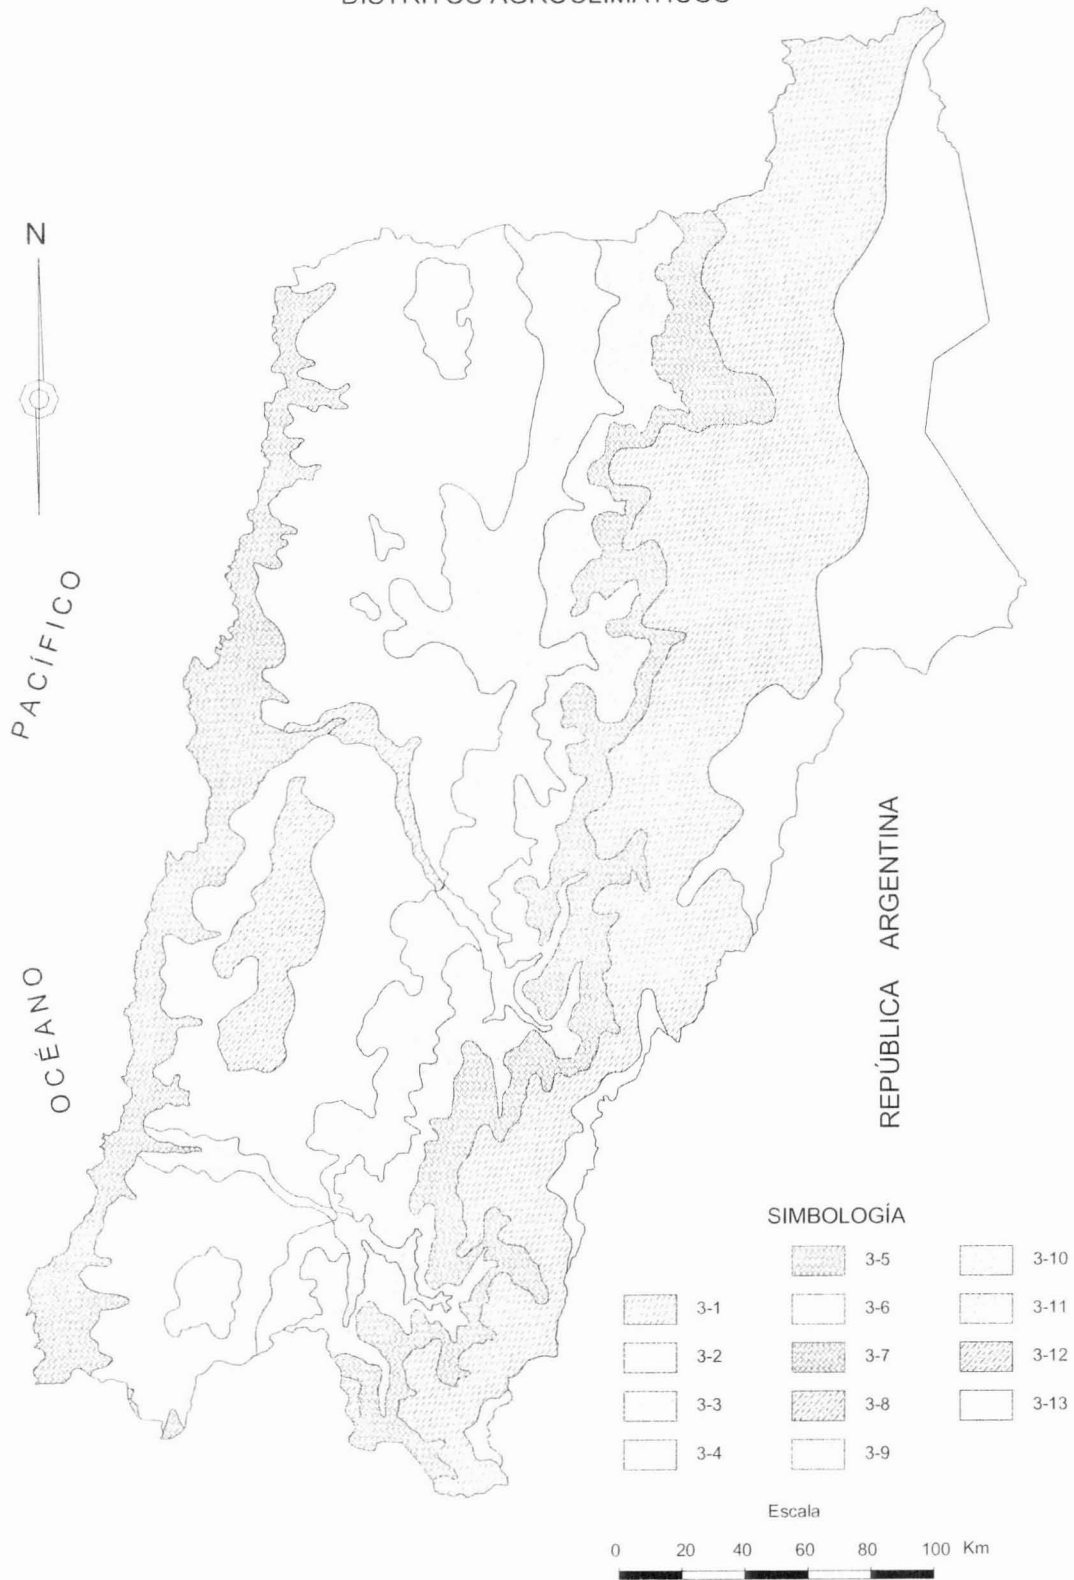 DISTRITOS AGROCLIMÁTICOS
N
PACÍFICO
OCÉANO
REPÚBLICA ARGENTINA
SIMBOLOGÍA
3-1
3-2
3-3
3-4
3-5
3-6
3-7
3-8
3-9
3-10
3-11
3-12
3-13
Escala
0 20 40 60 80 100 Km